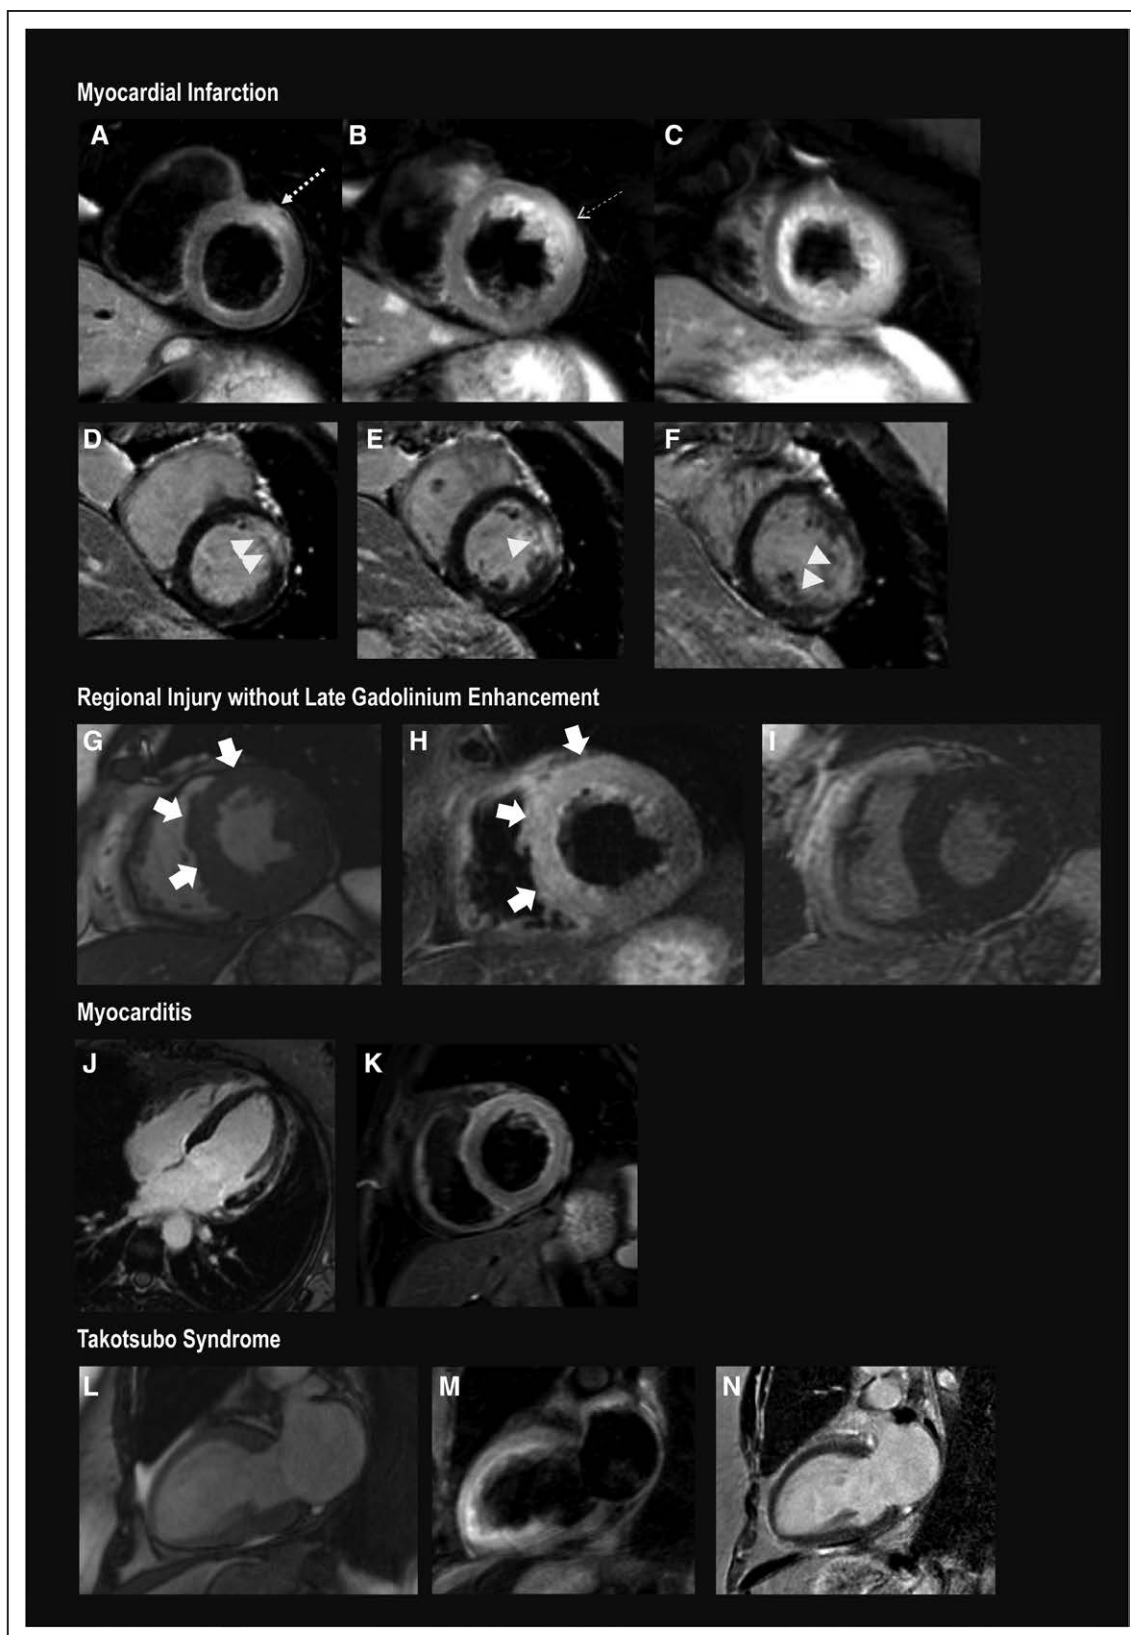 Myocardial Infarction
A B C
D E F
Regional Injury without Late Gadolinium Enhancement
G H I
Myocarditis
J K
Takotsubo Syndrome
L M N